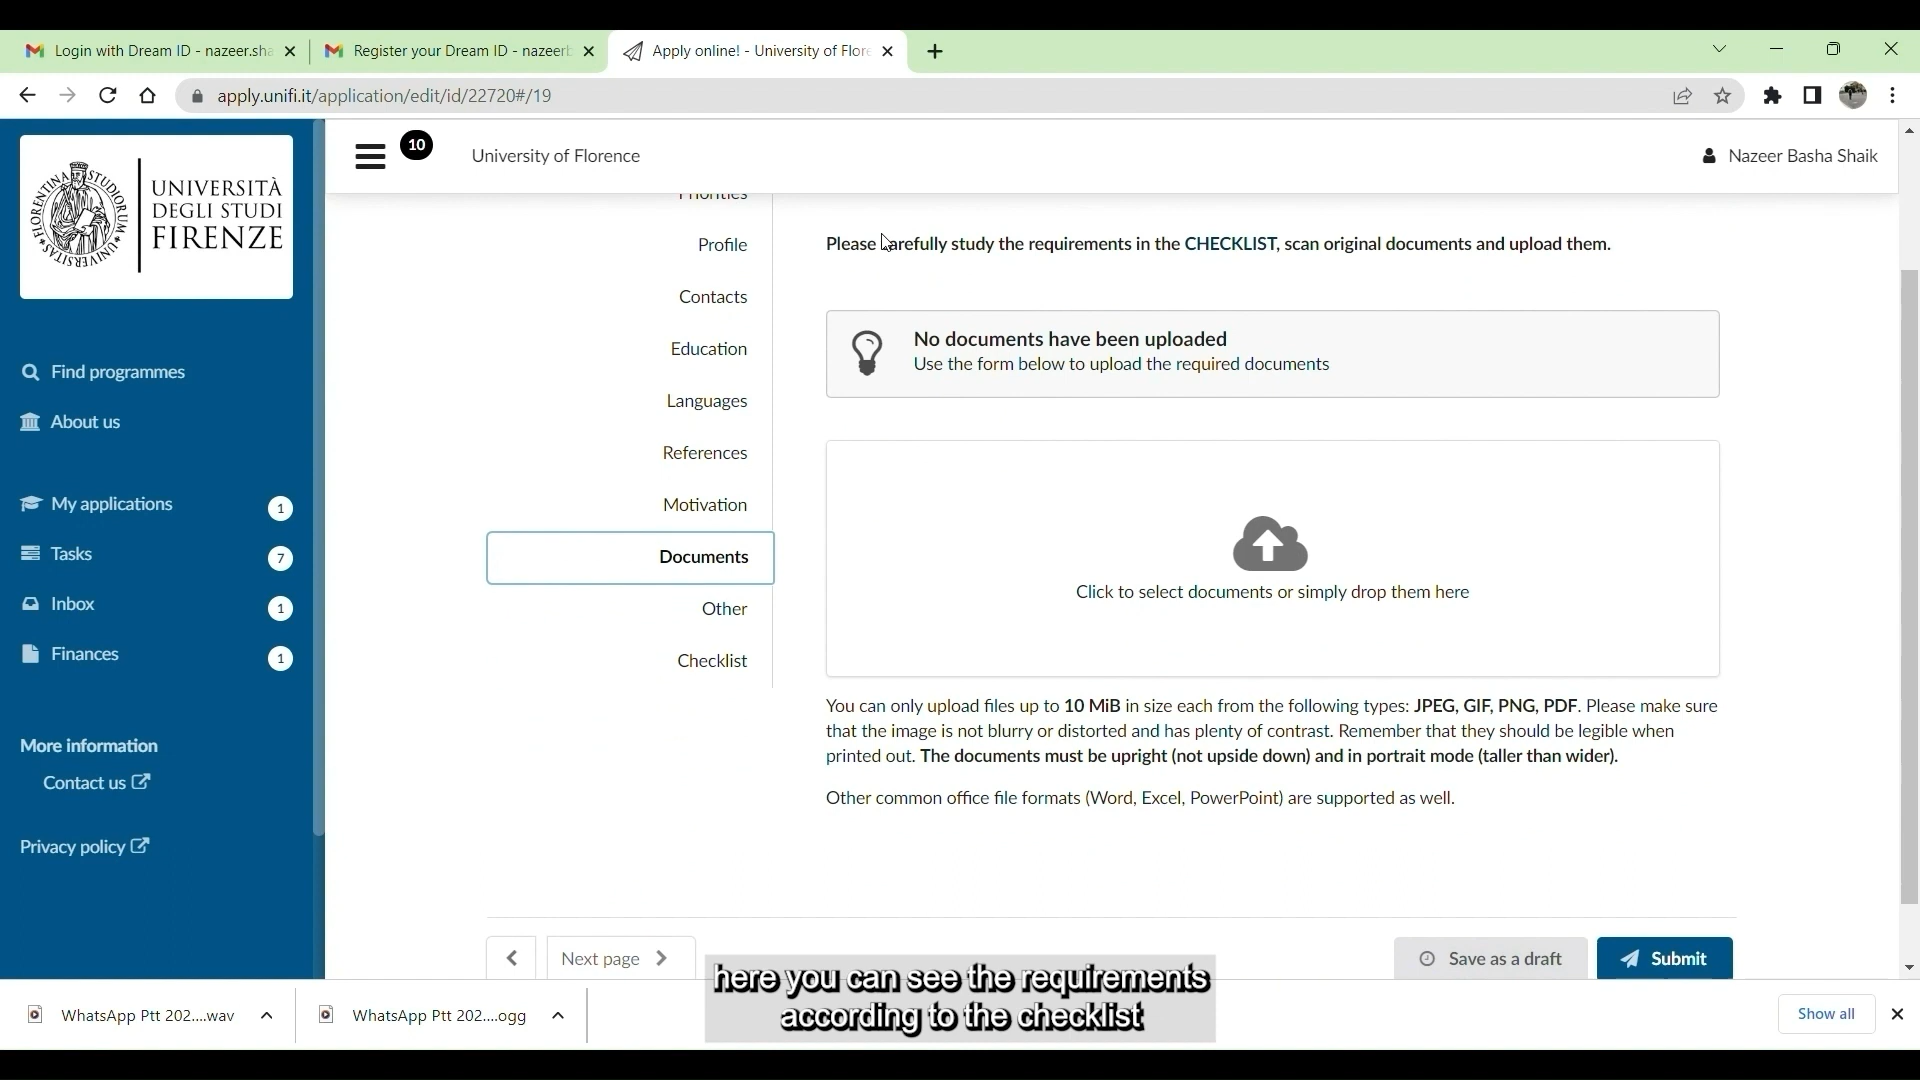 Login with Dream ID - nazeer.sha
Register your Dream ID - nazeerb
Apply online! - University of Flore
apply.unifi.it/application/edit/id/22720#/19
UNIVERSITÀ
DEGLI STUDI
FIRENZE
10
University of Florence
Nazeer Basha Shaik
Find programmes
About us
My applications 1
Tasks 7
Inbox 1
Finances 1
More information
Contact us
Privacy policy
Priorities
Profile
Contacts
Education
Languages
References
Motivation
Documents
Other
Checklist
Please carefully study the requirements in the CHECKLIST, scan original documents and upload them.
No documents have been uploaded
Use the form below to upload the required documents
Click to select documents or simply drop them here
You can only upload files up to 10 MiB in size each from the following types: JPEG, GIF, PNG, PDF. Please make sure
that the image is not blurry or distorted and has plenty of contrast. Remember that they should be legible when
printed out. The documents must be upright (not upside down) and in portrait mode (taller than wider).
Other common office file formats (Word, Excel, PowerPoint) are supported as well.
Next page
Save as a draft
Submit
here you can see the requirements
according to the checklist
WhatsApp Ptt 202....wav
WhatsApp Ptt 202....ogg
Show all